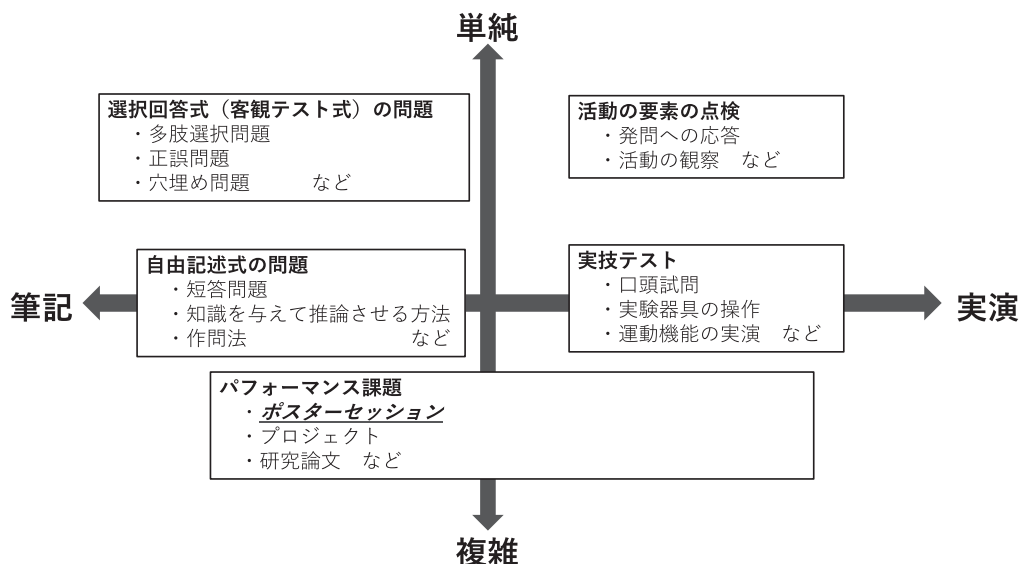 単純
選択回答式（客観テスト式）の問題
・多肢選択問題
・正誤問題
・穴埋め問題　　　など
活動の要素の点検
・発問への応答
・活動の観察　など
筆記
自由記述式の問題
・短答問題
・知識を与えて推論させる方法
・作問法　　　　　　　　など
実技テスト
・口頭試問
・実験器具の操作
・運動機能の実演　など
実演
パフォーマンス課題
・ポスターセッション
・プロジェクト
・研究論文　など
複雑